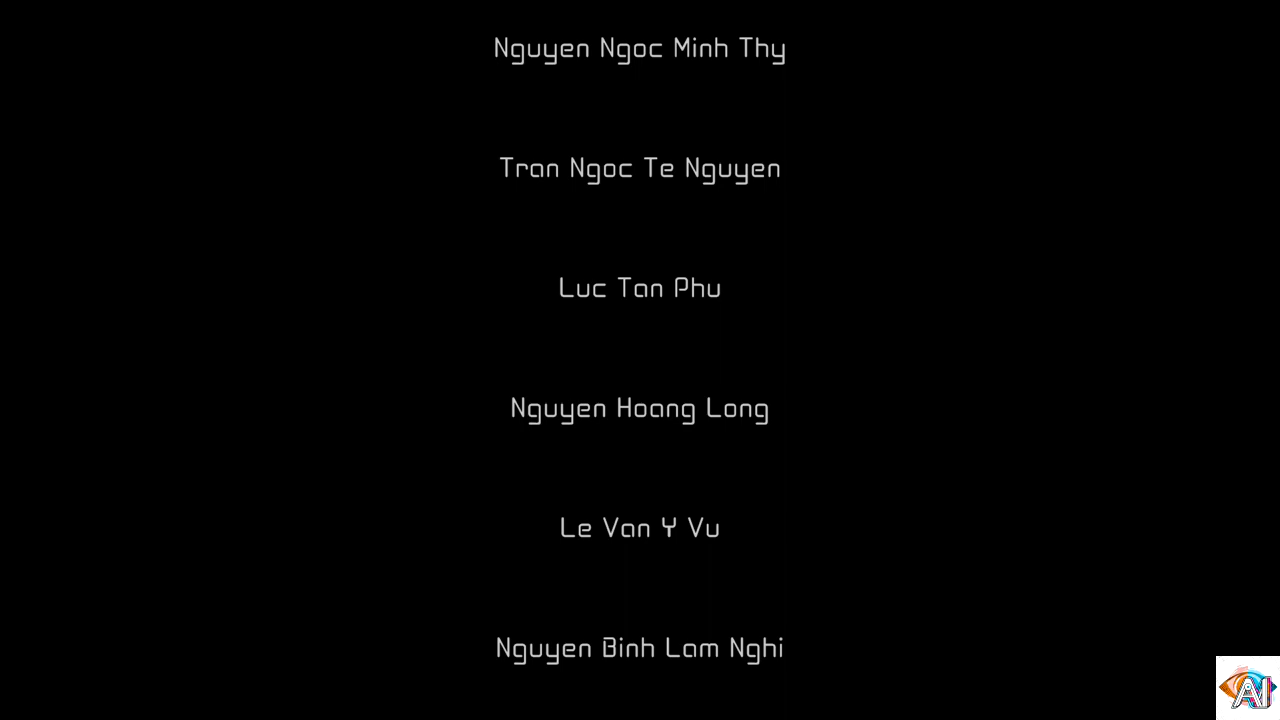 Nguyen Ngoc Minh Thy
Tran Ngoc Te Nguyen
Luc Tan Phu
Nguyen Hoang Long
Le Van Y Vu
Nguyen Binh Lam Nghi
AI